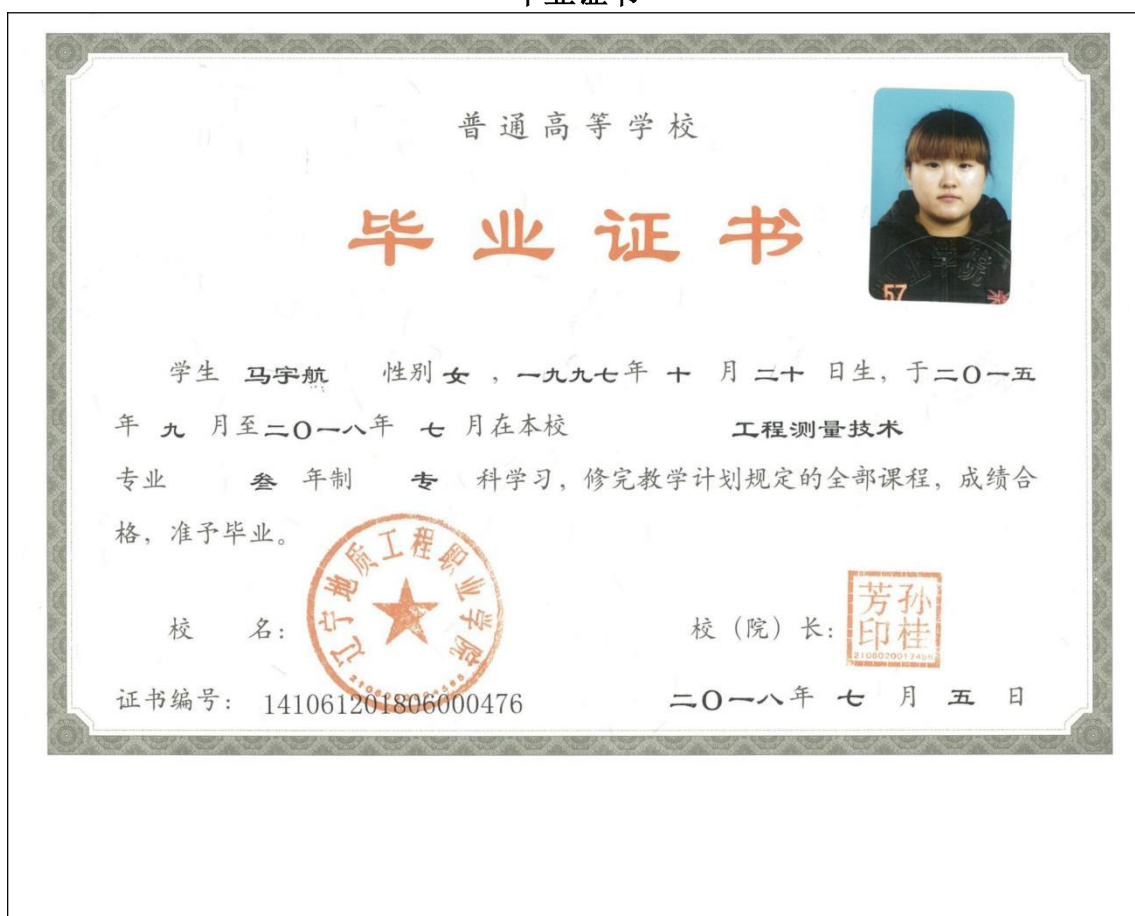 毕业证书
普通高等学校
毕业证书
学生 马宇航 性别 女 ，一九九七年 十 月 二十 日生，于二〇一五
年 九 月至二〇一八年 七 月在本校 工程测量技术
专业 叁 年制 专 科学习，修完教学计划规定的全部课程，成绩合
格，准予毕业。
辽宁地质工程职业学院
校 名：
校（院）长：
孙桂芳印
证书编号： 141061201806000476
二〇一八年 七 月 五 日
57